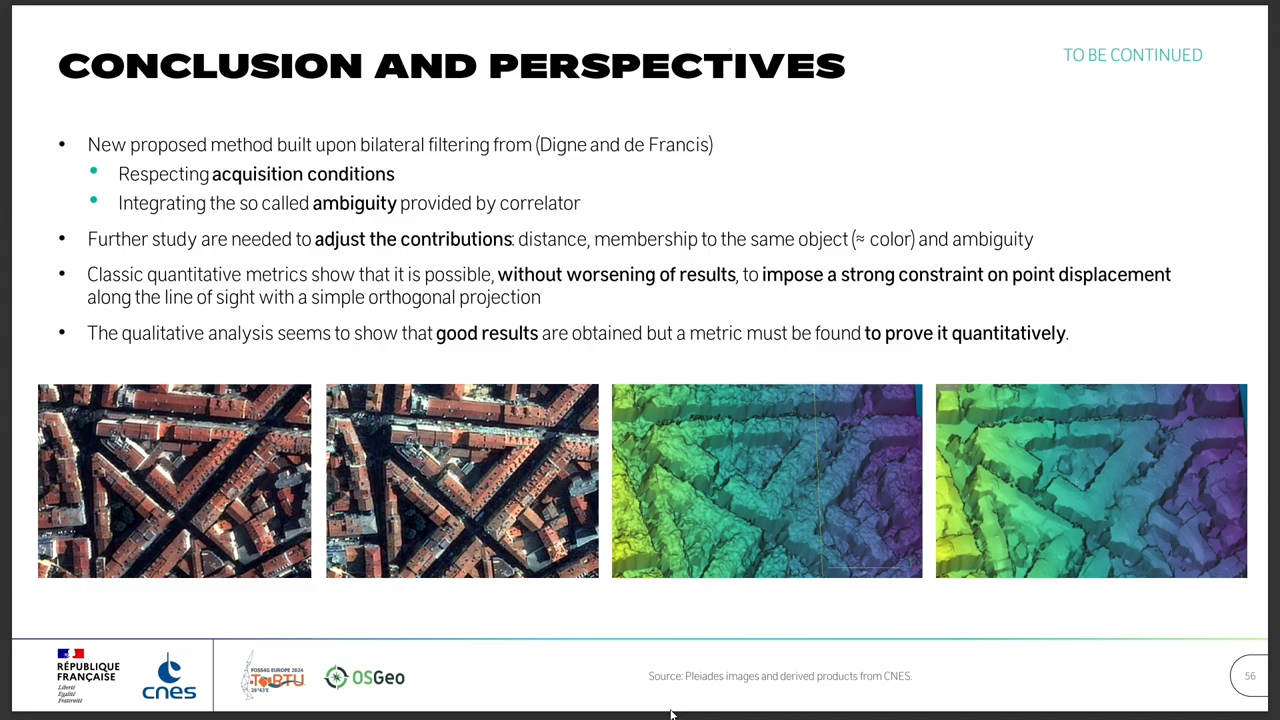 CONCLUSION AND PERSPECTIVES
TO BE CONTINUED
• New proposed method built upon bilateral filtering from (Digne and de Francis)
• Respecting acquisition conditions
• Integrating the so called ambiguity provided by correlator
• Further study are needed to adjust the contributions: distance, membership to the same object (≈ color) and ambiguity
• Classic quantitative metrics show that it is possible, without worsening of results, to impose a strong constraint on point displacement
along the line of sight with a simple orthogonal projection
• The qualitative analysis seems to show that good results are obtained but a metric must be found to prove it quantitatively.
RÉPUBLIQUE
FRANÇAISE
Liberté
Égalité
Fraternité
cnes
FOSS4G EUROPE 2024
TARTU
OSGeo
Source: Pleiades images and derived products from CNES.
56